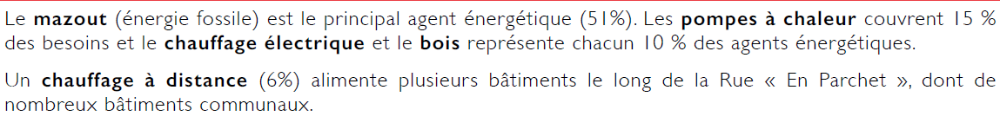 Le mazout (énergie fossile) est le principal agent énergétique (51%). Les pompes à chaleur couvrent 15 %
des besoins et le chauffage électrique et le bois représente chacun 10 % des agents énergétiques.
Un chauffage à distance (6%) alimente plusieurs bâtiments le long de la Rue « En Parchet », dont de
nombreux bâtiments communaux.